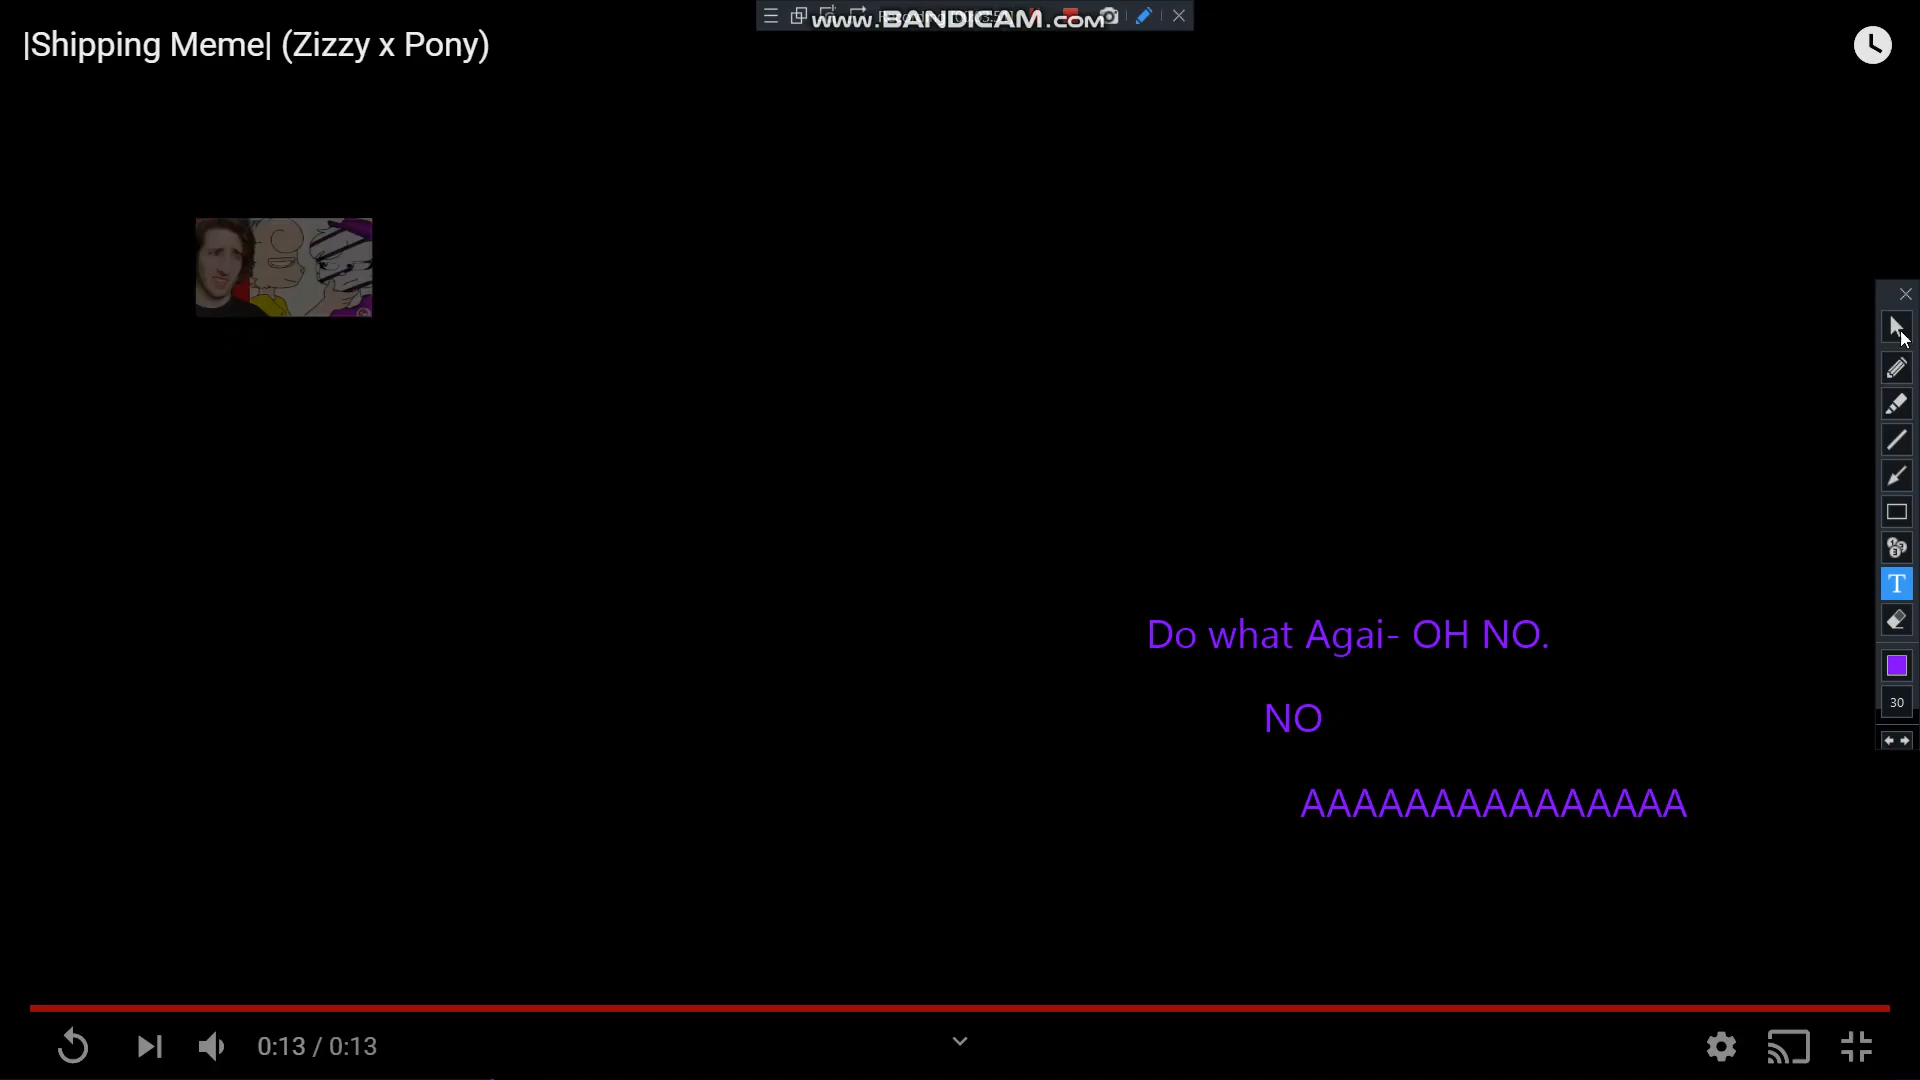 www.BANDICAM.com
|Shipping Meme| (Zizzy x Pony)
Do what Agai- OH NO.
NO
AAAAAAAAAAAAAAA
T
30
0:13 / 0:13